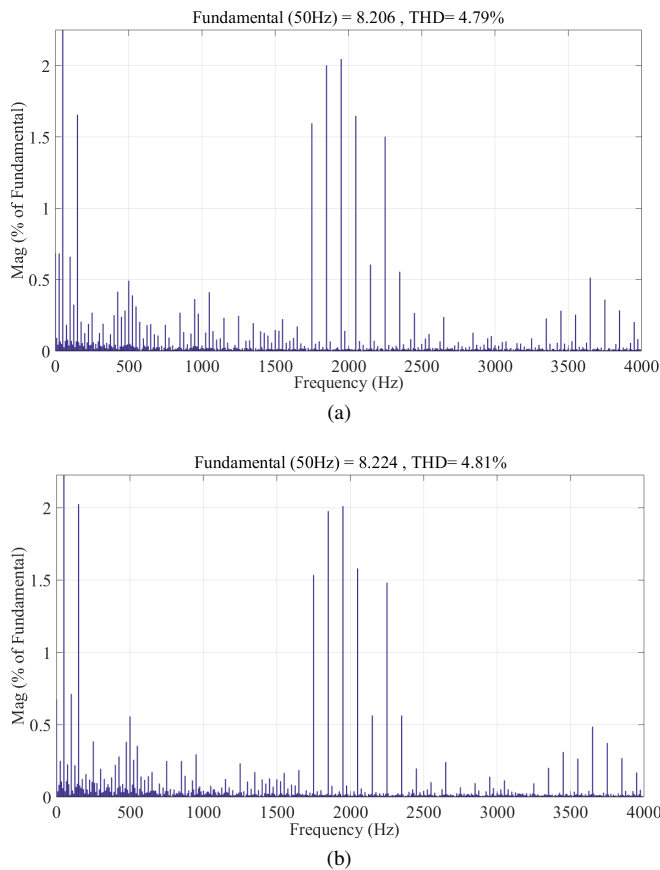 Fundamental (50Hz) = 8.206 , THD= 4.79%
Mag (% of Fundamental)
2
1.5
1
0.5
0
0 500 1000 1500 2000 2500 3000 3500 4000
Frequency (Hz)
(a)
Fundamental (50Hz) = 8.224 , THD= 4.81%
Mag (% of Fundamental)
2
1.5
1
0.5
0
0 500 1000 1500 2000 2500 3000 3500 4000
Frequency (Hz)
(b)